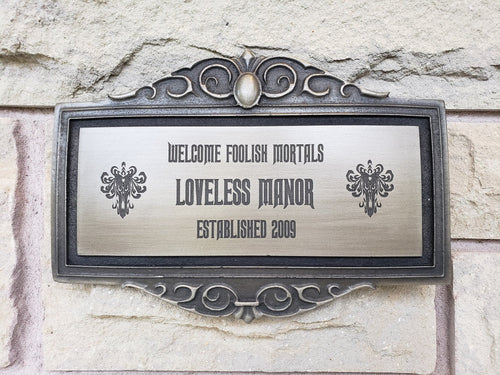 WELCOME FOOLISH MORTALS
LOVELESS MANOR
ESTABLISHED 2009